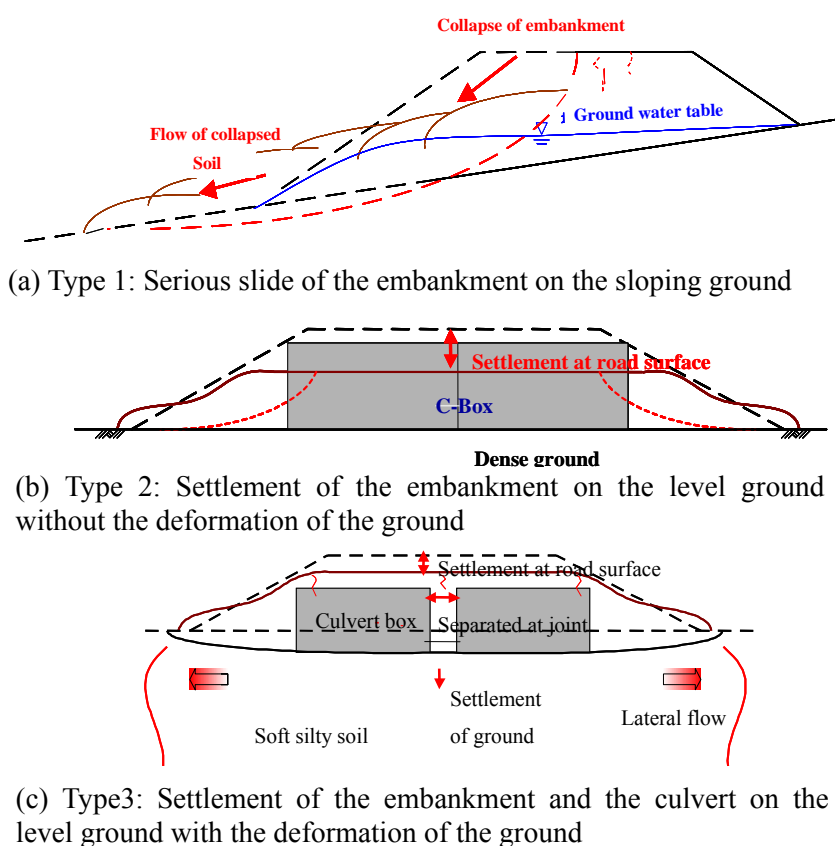 Collapse of embankment
Ground water table
Flow of collapsed
Soil
(a) Type 1: Serious slide of the embankment on the sloping ground
Settlement at road surface
C-Box
Dense ground
(b) Type 2: Settlement of the embankment on the level ground
without the deformation of the ground
Settlement at road surface
Culvert box
Separated at joint
Settlement
of ground
Lateral flow
Soft silty soil
(c) Type3: Settlement of the embankment and the culvert on the
level ground with the deformation of the ground